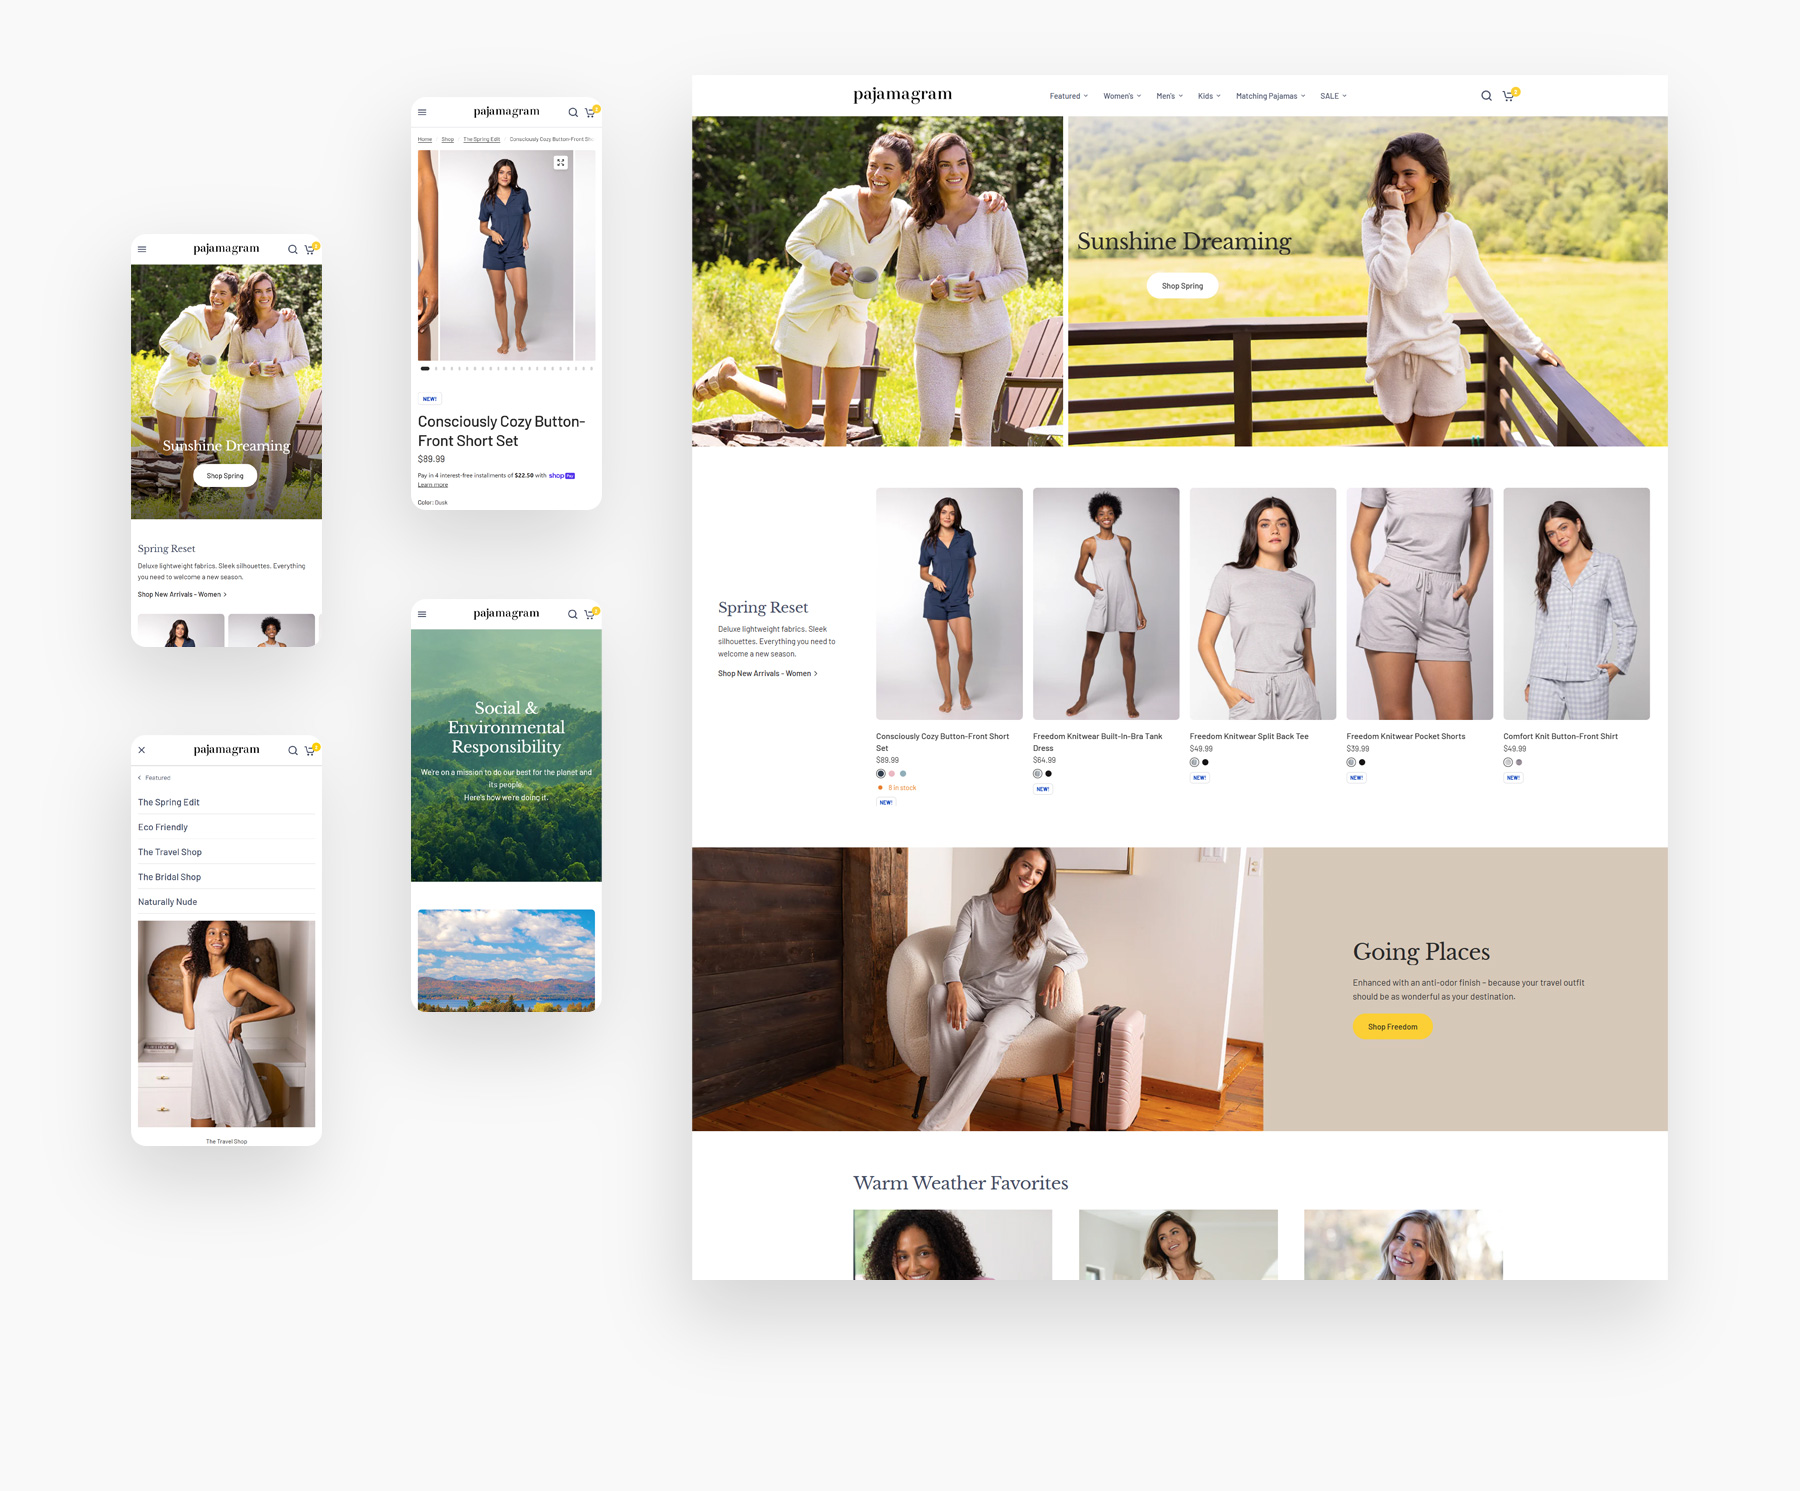 pajamagram
Sunshine Dreaming
Shop Spring
Spring Reset
Deluxe lightweight fabrics. Sleek silhouettes. Everything
you need to welcome a new season.
Shop New Arrivals - Women
pajamagram
Featured
The Spring Edit
Eco Friendly
The Travel Shop
The Bridal Shop
Naturally Nude
The Travel Shop
pajamagram
Home Shop The Spring Edit Consciously Cozy Button-Front Sh
NEW!
Consciously Cozy Button-
Front Short Set
$89.99
Pay in 4 interest-free installments of $22.50 with shop Pay
Learn more
Color: Dusk
pajamagram
Social &
Environmental
Responsibility
We're on a mission to do our best for the planet and
its people.
Here's how we're doing it.
pajamagram Featured Women's Men's Kids Matching Pajamas SALE
Sunshine Dreaming
Shop Spring
Spring Reset
Deluxe lightweight fabrics. Sleek
silhouettes. Everything you need to
welcome a new season.
Shop New Arrivals - Women
Consciously Cozy Button-Front Short
Set
$89.99
8 in stock
NEW!
Freedom Knitwear Built-In-Bra Tank
Dress
$64.99
NEW!
Freedom Knitwear Split Back Tee
$49.99
NEW!
Freedom Knitwear Pocket Shorts
$39.99
NEW!
Comfort Knit Button-Front Shirt
$49.99
NEW!
Going Places
Enhanced with an anti-odor finish - because your travel outfit
should be as wonderful as your destination.
Shop Freedom
Warm Weather Favorites